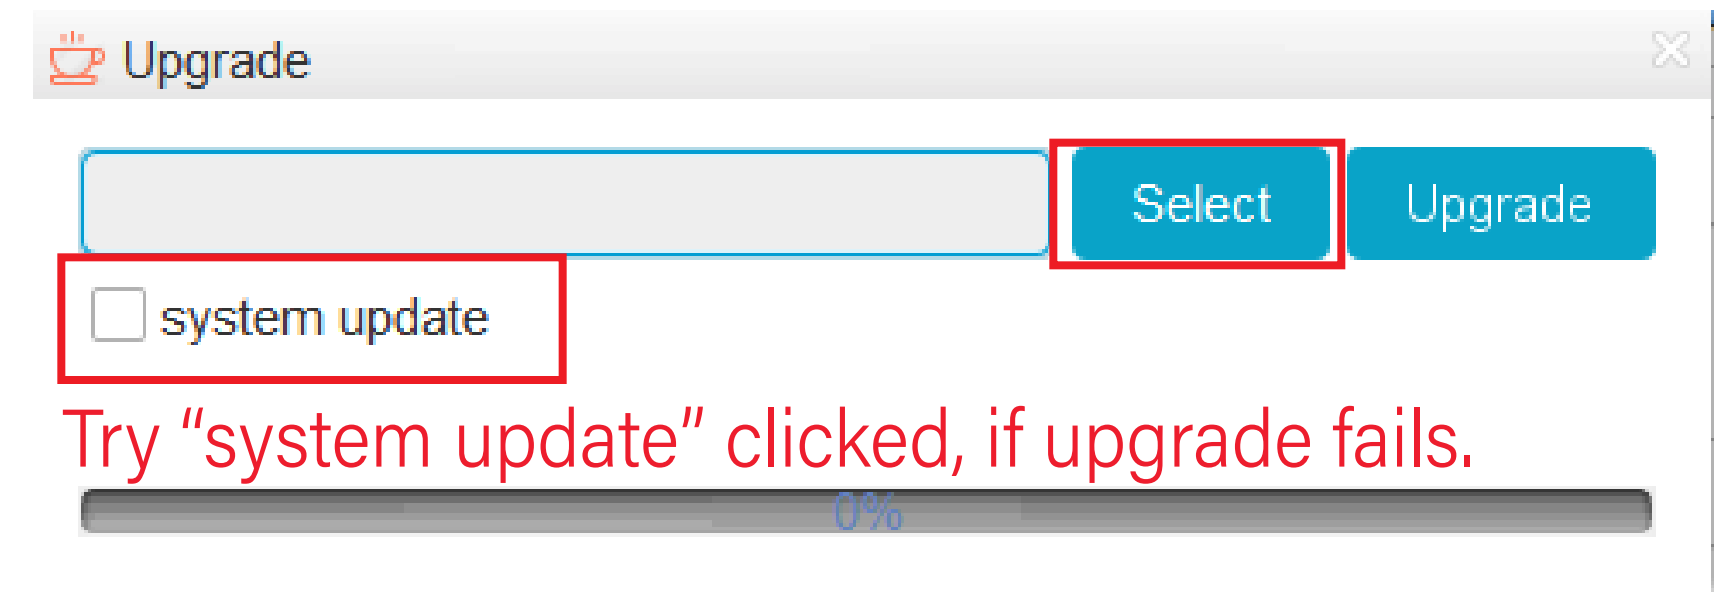 Upgrade
Select Upgrade
system update
Try “system update” clicked, if upgrade fails.
0%